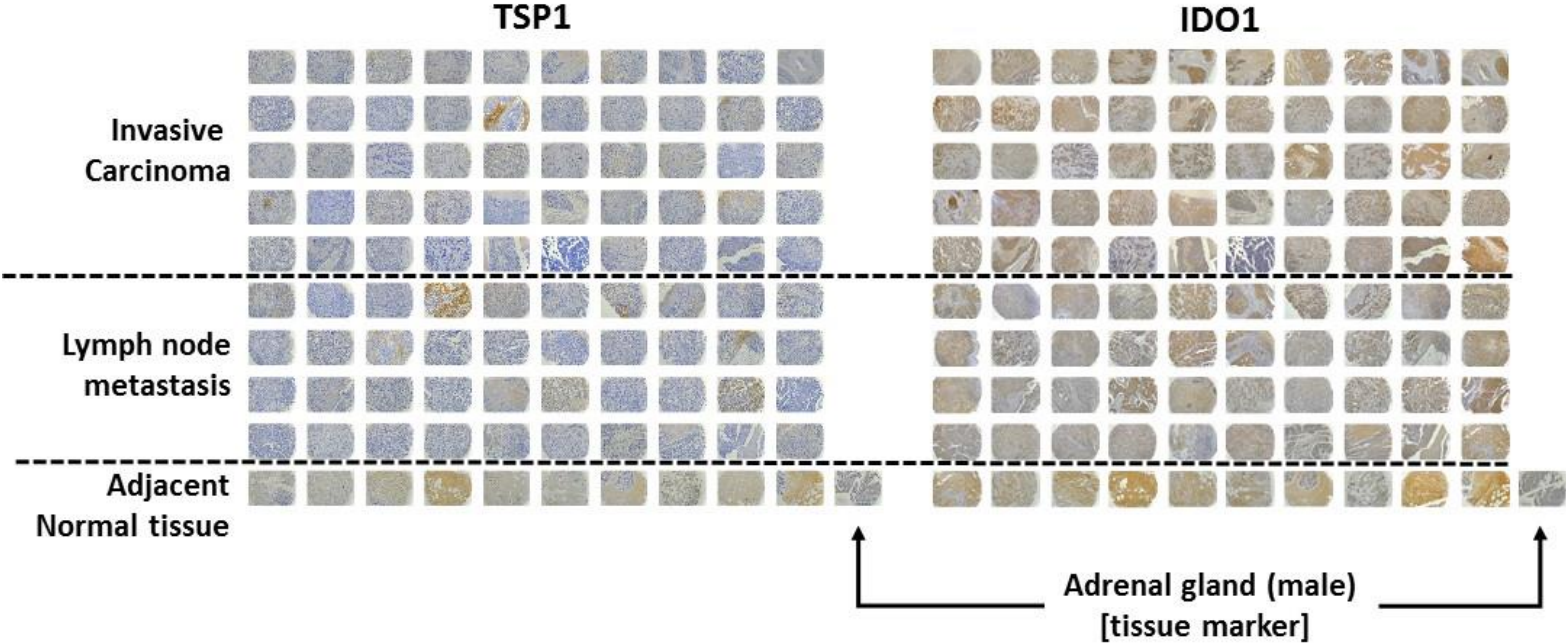 TSP1
IDO1
Invasive
Carcinoma
Lymph node
metastasis
Adjacent
Normal tissue
Adrenal gland (male)
[tissue marker]